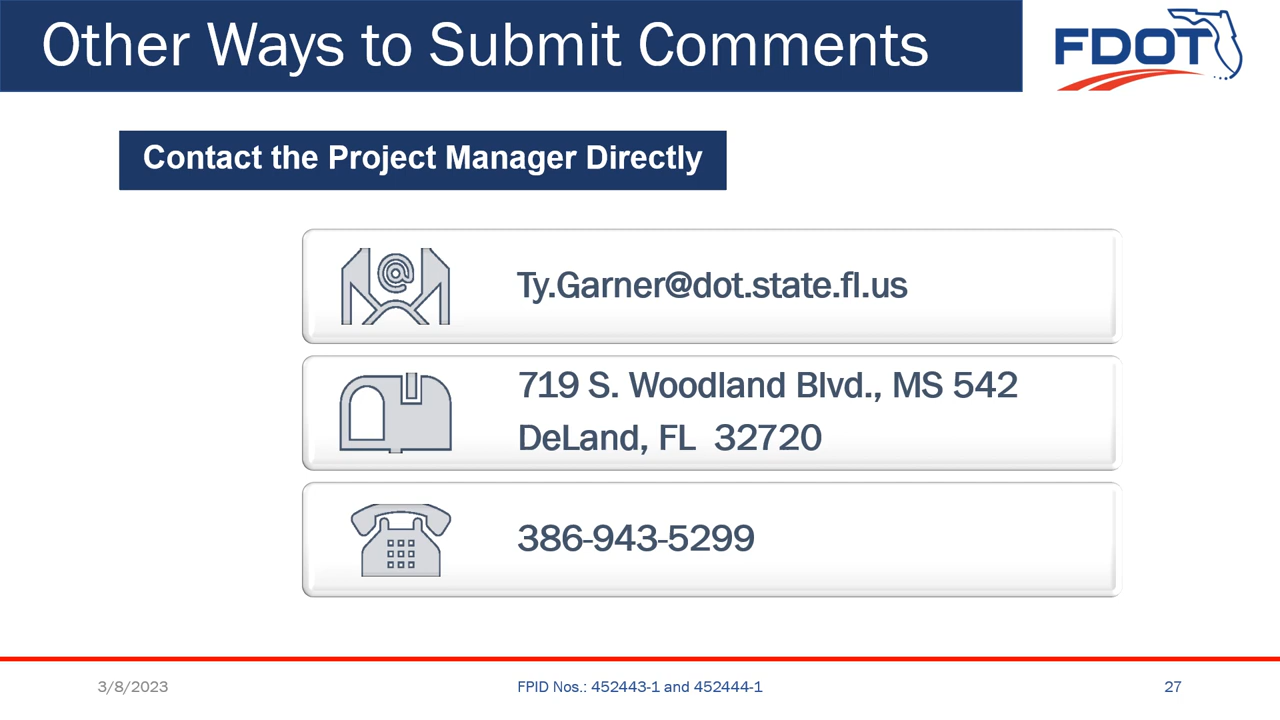 Other Ways to Submit Comments
FDOT
Contact the Project Manager Directly
@
Ty.Garner@dot.state.fl.us
719 S. Woodland Blvd., MS 542
DeLand, FL  32720
386-943-5299
3/8/2023
FPID Nos.: 452443-1 and 452444-1
27